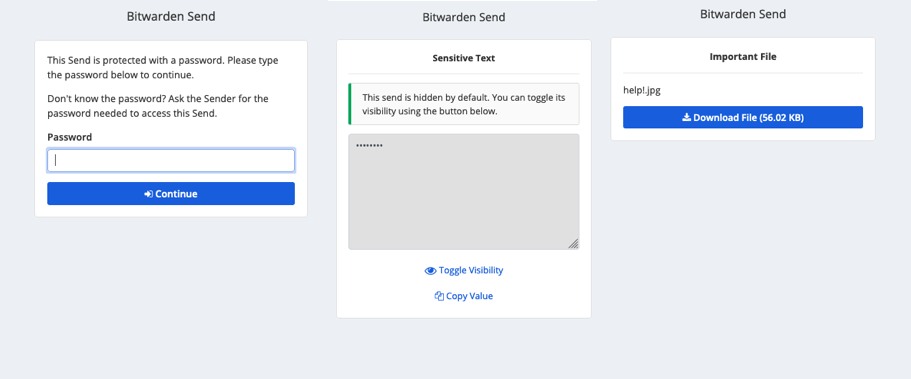 Bitwarden Send
This Send is protected with a password. Please type
the password below to continue.
Don't know the password? Ask the Sender for the
password needed to access this Send.
Password
Continue
Bitwarden Send
Sensitive Text
This send is hidden by default. You can toggle its
visibility using the button below.
••••••••
Toggle Visibility
Copy Value
Bitwarden Send
Important File
help!.jpg
Download File (56.02 KB)